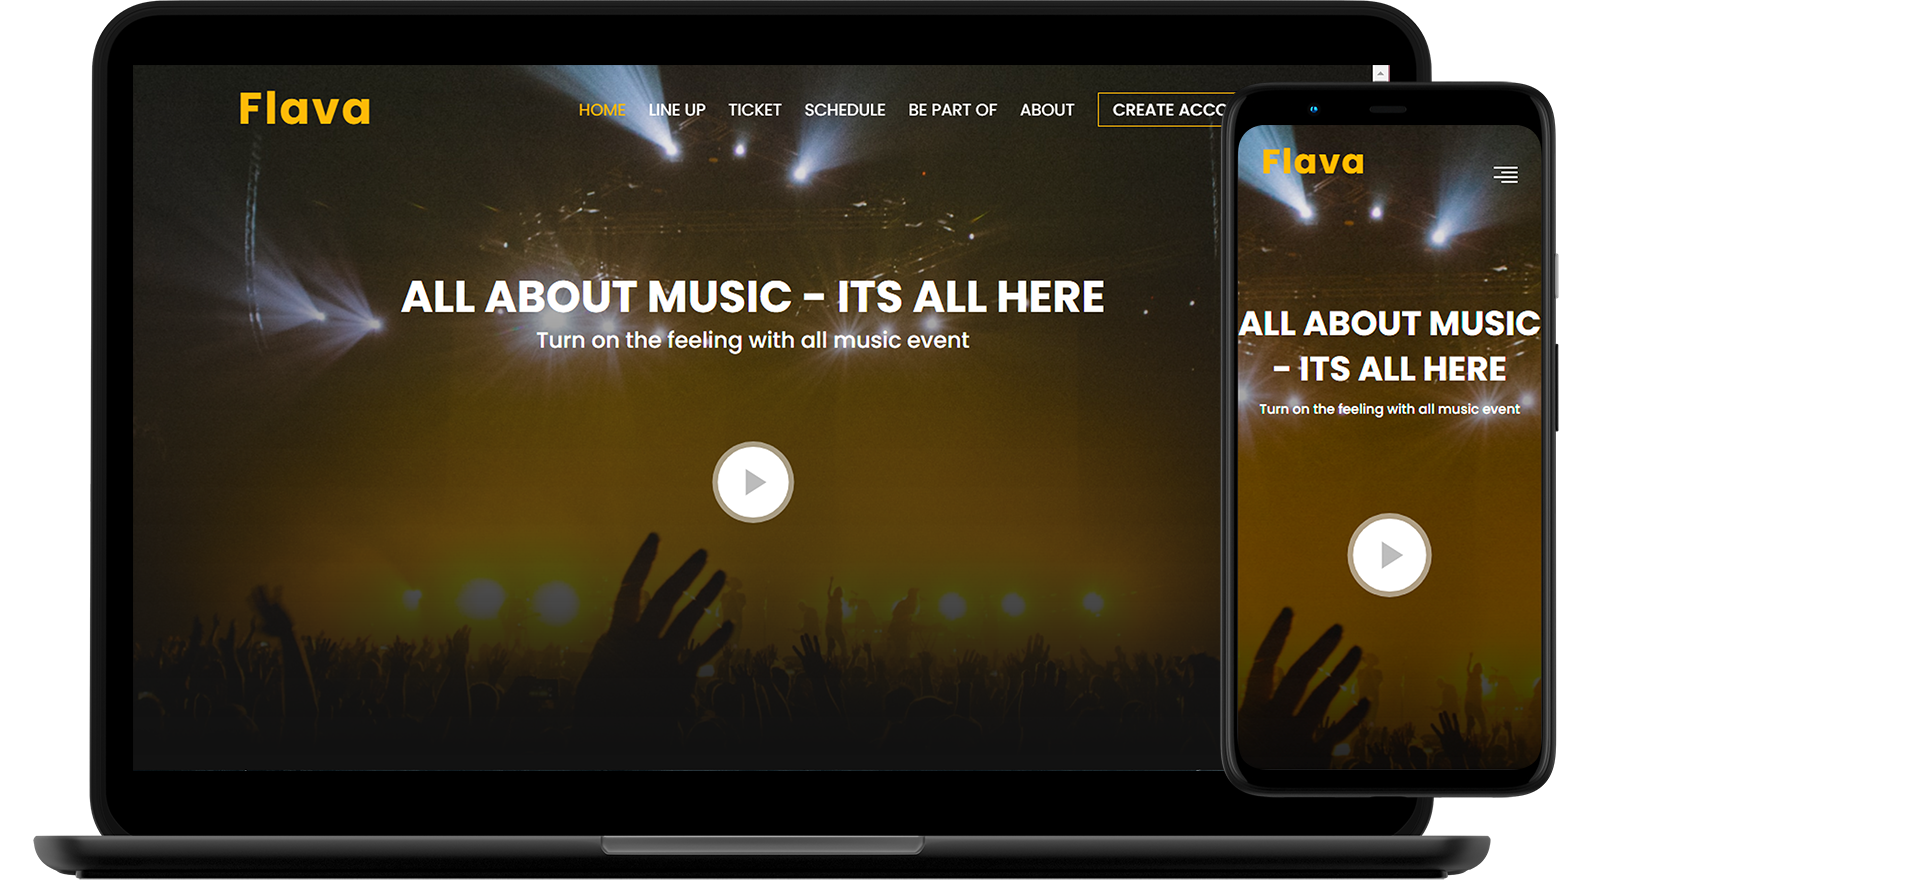 Flava
HOME LINE UP TICKET SCHEDULE BE PART OF ABOUT CREATE ACCO
ALL ABOUT MUSIC - ITS ALL HERE
Turn on the feeling with all music event
Flava
ALL ABOUT MUSIC
- ITS ALL HERE
Turn on the feeling with all music event